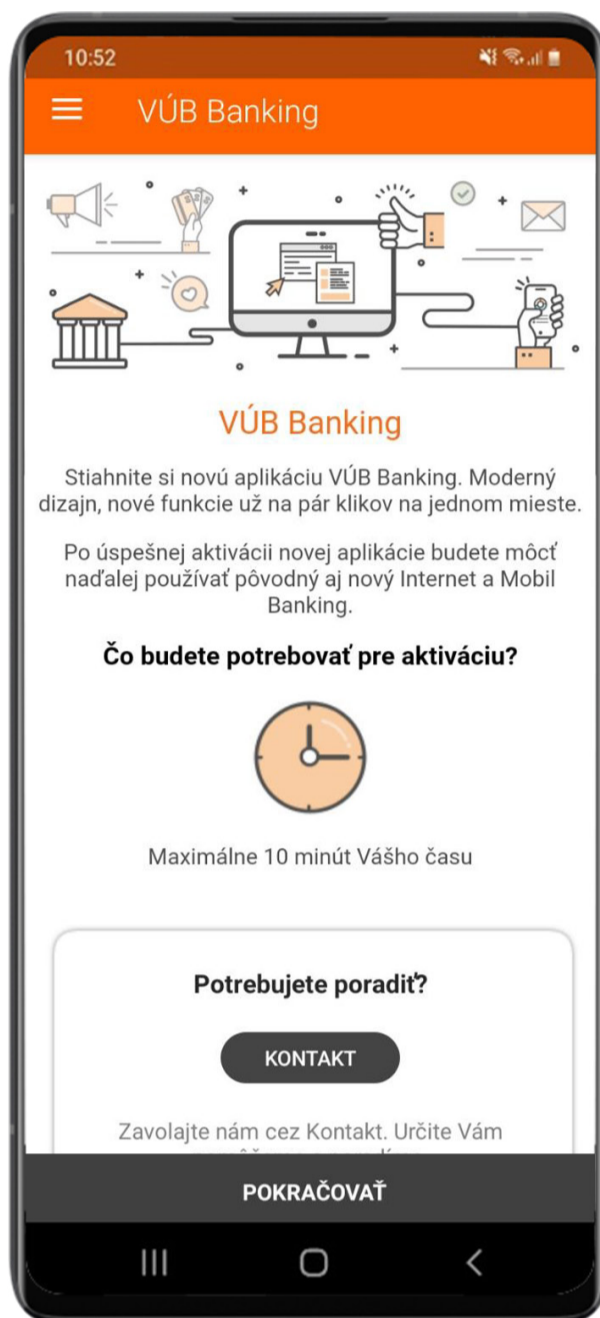 10:52
VÚB Banking
VÚB Banking
Stiahnite si novú aplikáciu VÚB Banking. Moderný
dizajn, nové funkcie už na pár klikov na jednom mieste.
Po úspešnej aktivácii novej aplikácie budete môcť
naďalej používať pôvodný aj nový Internet a Mobil
Banking.
Čo budete potrebovať pre aktiváciu?
Maximálne 10 minút Vášho času
Potrebujete poradiť?
KONTAKT
Zavolajte nám cez Kontakt. Určite Vám
POKRAČOVAŤ